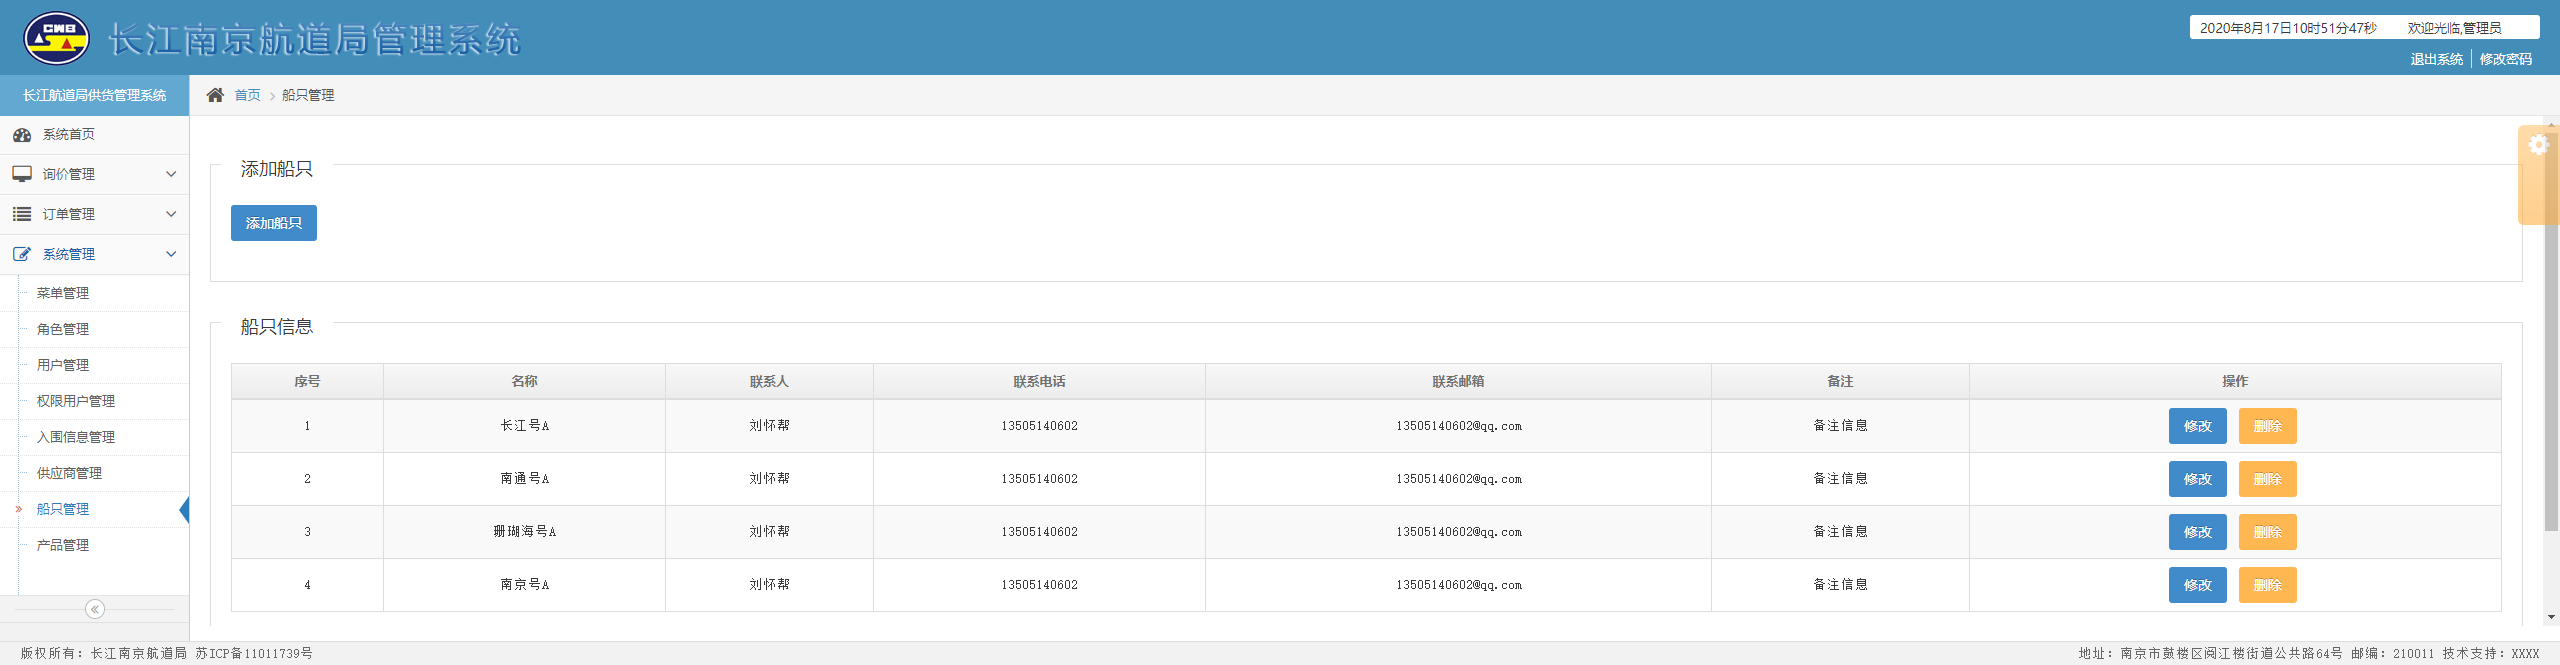 CWB 长江南京航道局管理系统
2020年8月17日10时51分47秒 欢迎光临,管理员
退出系统 修改密码
长江航道局供货管理系统
首页 船只管理
系统首页
询价管理
订单管理
系统管理
菜单管理
角色管理
用户管理
权限用户管理
入围信息管理
供应商管理
船只管理
产品管理
添加船只
添加船只
船只信息
序号 名称 联系人 联系电话 联系邮箱 备注 操作
1 长江号A 刘怀帮 13505140602 13505140602@qq.com 备注信息 修改 删除
2 南通号A 刘怀帮 13505140602 13505140602@qq.com 备注信息 修改 删除
3 珊瑚海号A 刘怀帮 13505140602 13505140602@qq.com 备注信息 修改 删除
4 南京号A 刘怀帮 13505140602 13505140602@qq.com 备注信息 修改 删除
版权所有：长江南京航道局 苏ICP备11011739号
地址：南京市鼓楼区阅江楼街道公共路64号 邮编：210011 技术支持：XXXX